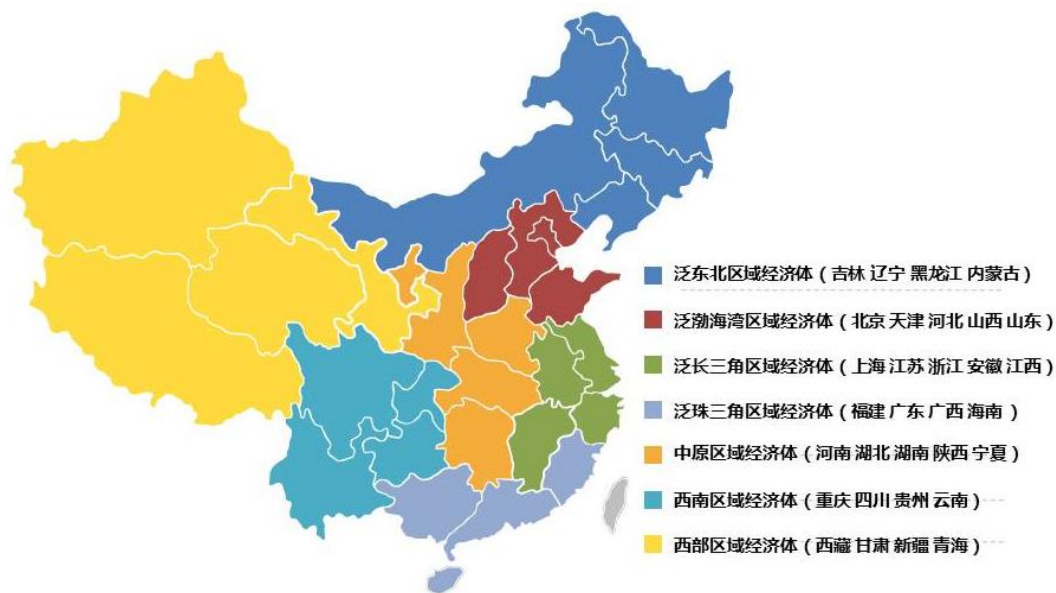 泛东北区域经济体（吉林 辽宁 黑龙江 内蒙古）
泛渤海湾区域经济体（北京 天津 河北 山西 山东）
泛长三角区域经济体（上海 江苏 浙江 安徽 江西）
泛珠三角区域经济体（福建 广东 广西 海南 ）
中原区域经济体（河南 湖北 湖南 陕西 宁夏）
西南区域经济体（重庆 四川 贵州 云南）
西部区域经济体（西藏 甘肃 新疆 青海）